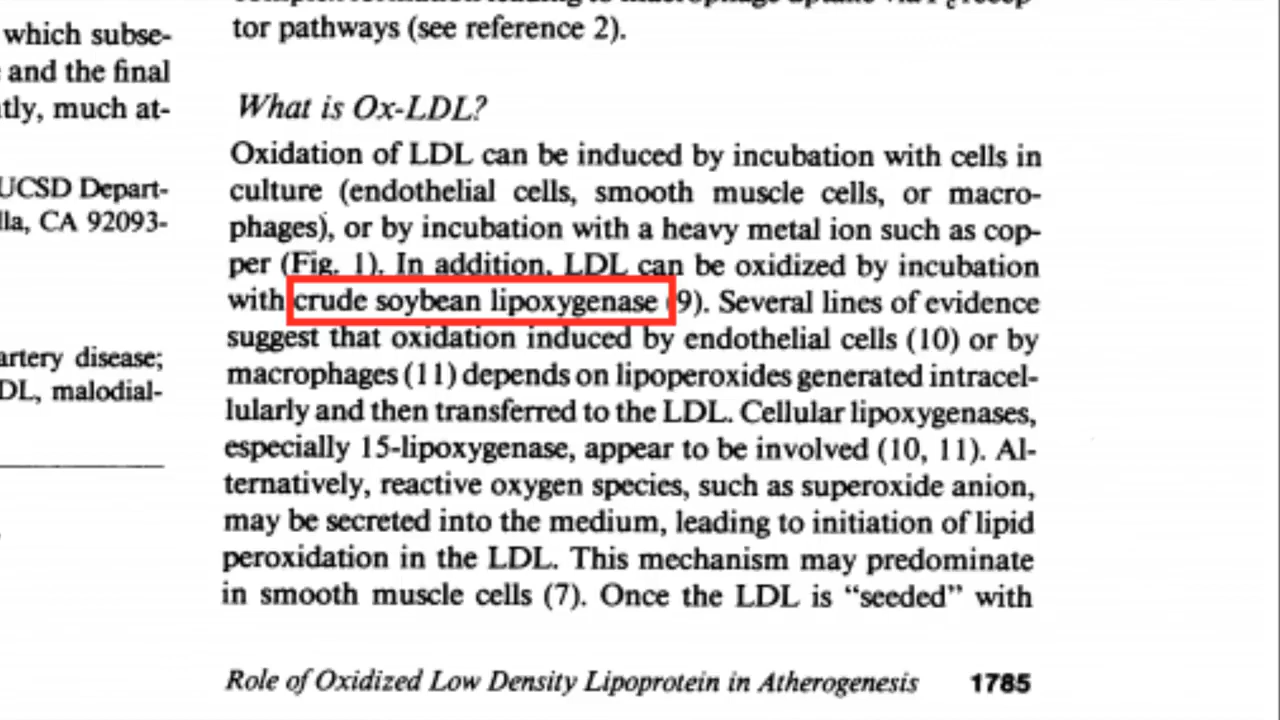 which subse-
and the final
tly, much at-
UCSD Depart-
lla, CA 92093-
artery disease;
DL, malodial-
tor pathways (see reference 2).
What is Ox-LDL?
Oxidation of LDL can be induced by incubation with cells in
culture (endothelial cells, smooth muscle cells, or macro-
phages), or by incubation with a heavy metal ion such as cop-
per (Fig. 1). In addition, LDL can be oxidized by incubation
with crude soybean lipoxygenase (9). Several lines of evidence
suggest that oxidation induced by endothelial cells (10) or by
macrophages (11) depends on lipoperoxides generated intracel-
lularly and then transferred to the LDL. Cellular lipoxygenases,
especially 15-lipoxygenase, appear to be involved (10, 11). Al-
ternatively, reactive oxygen species, such as superoxide anion,
may be secreted into the medium, leading to initiation of lipid
peroxidation in the LDL. This mechanism may predominate
in smooth muscle cells (7). Once the LDL is “seeded” with
Role of Oxidized Low Density Lipoprotein in Atherogenesis 1785